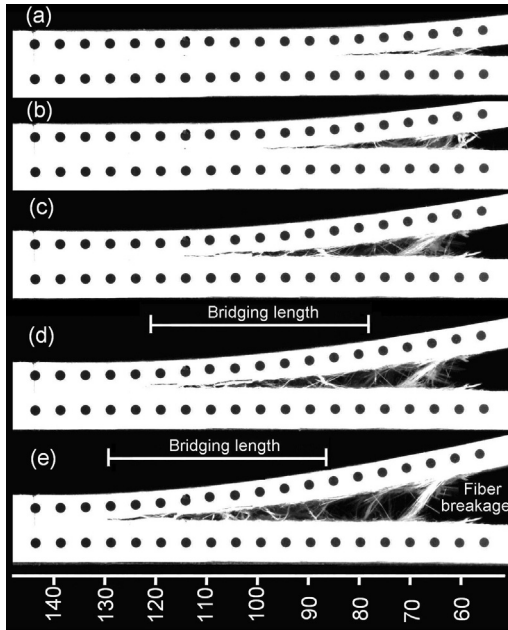 (a)
(b)
(c)
Bridging length
(d)
Bridging length
(e)
Fiber
breakage
140
130
120
110
100
90
80
70
60